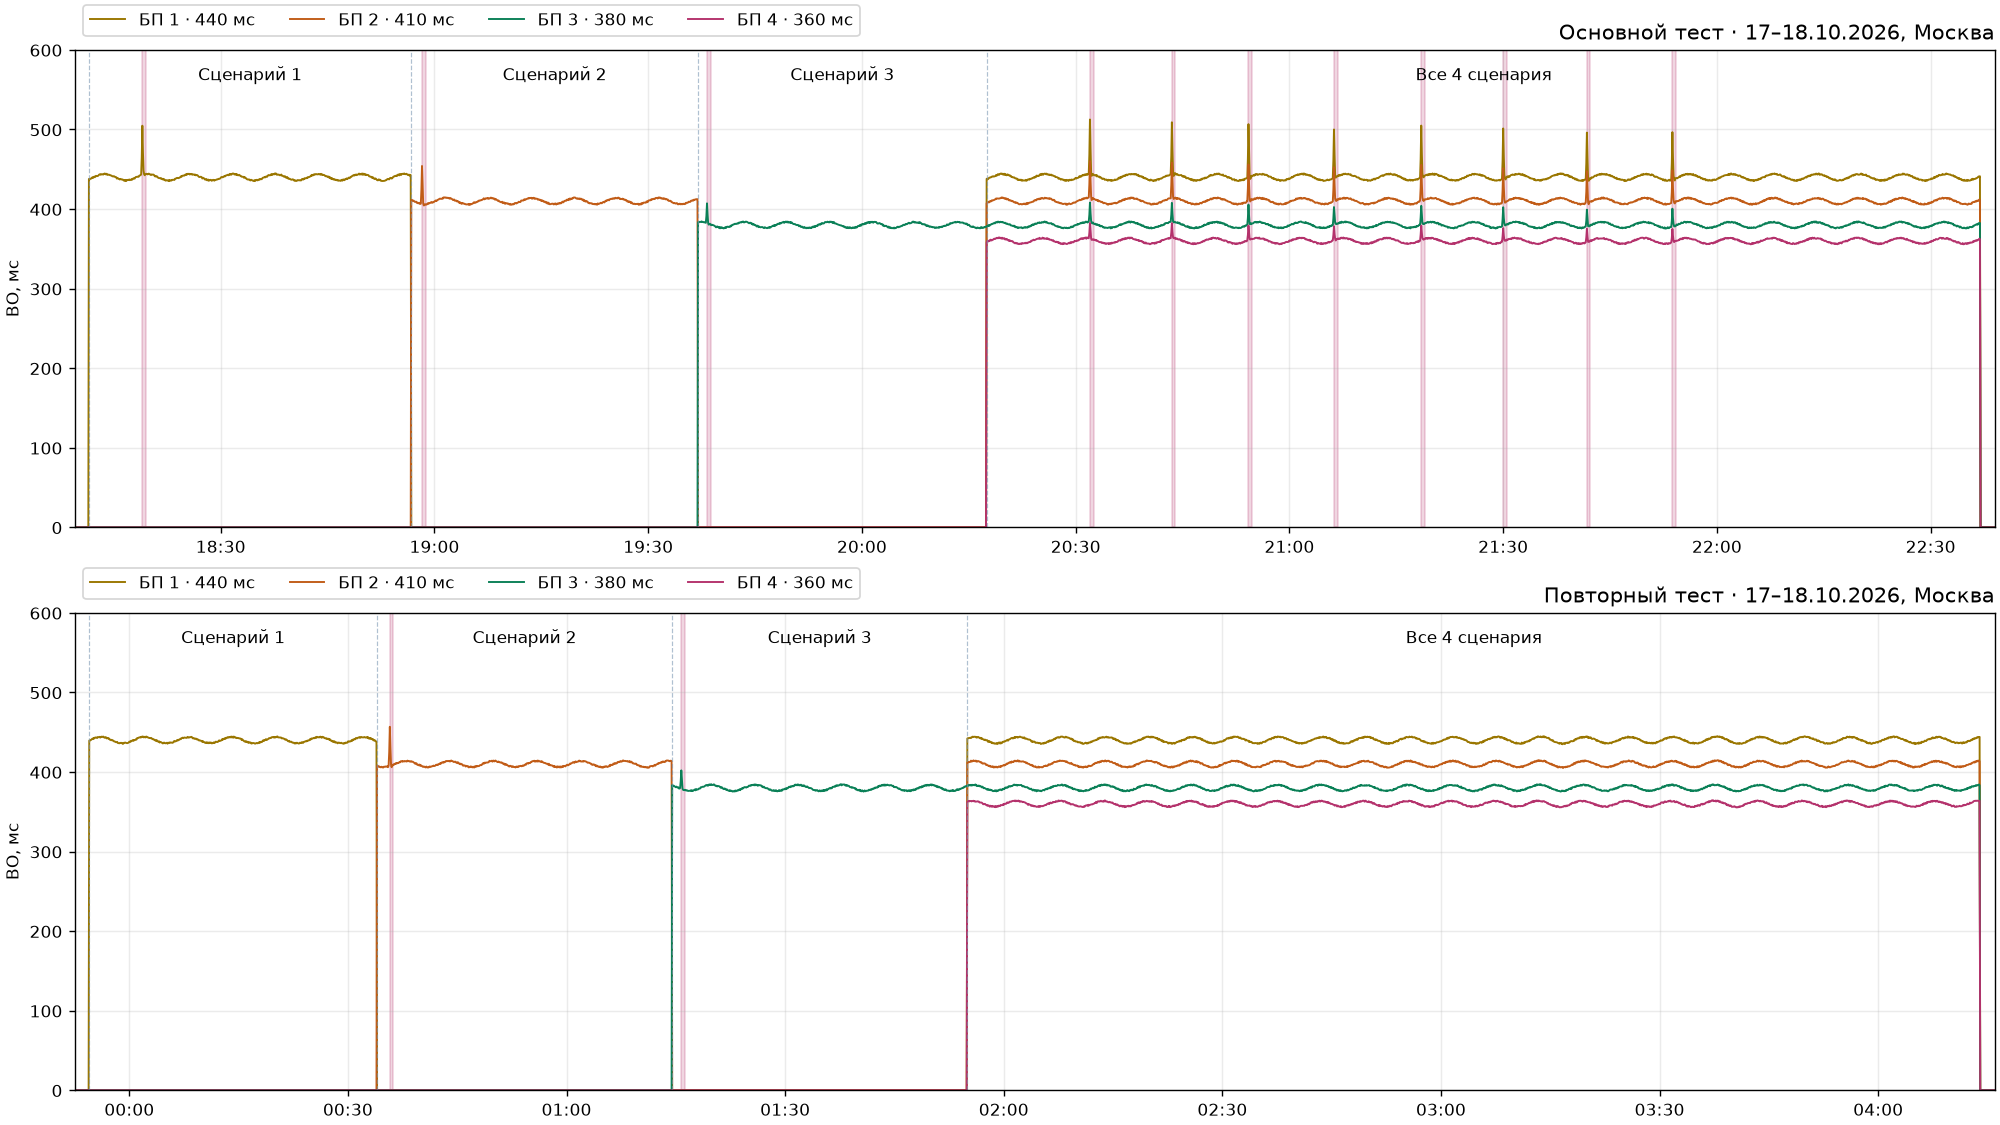 БП 1 · 440 мс БП 2 · 410 мс БП 3 · 380 мс БП 4 · 360 мс
Основной тест · 17–18.10.2026, Москва
600
500
400
300
200
100
0
ВО, мс
Сценарий 1 Сценарий 2 Сценарий 3 Все 4 сценария
18:30 19:00 19:30 20:00 20:30 21:00 21:30 22:00 22:30
БП 1 · 440 мс БП 2 · 410 мс БП 3 · 380 мс БП 4 · 360 мс
Повторный тест · 17–18.10.2026, Москва
600
500
400
300
200
100
0
ВО, мс
Сценарий 1 Сценарий 2 Сценарий 3 Все 4 сценария
00:00 00:30 01:00 01:30 02:00 02:30 03:00 03:30 04:00